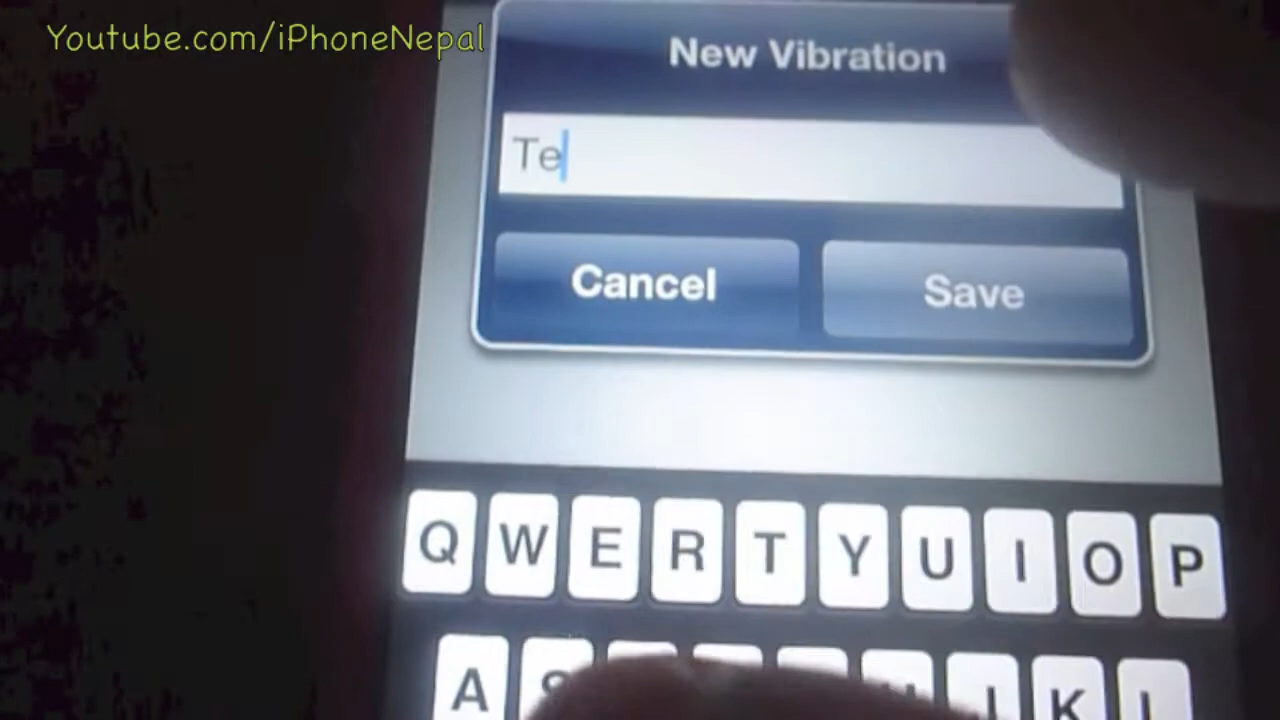 Youtube.com/iPhoneNepal
New Vibration
Te
Cancel Save
Q W E R T Y U I O P
A S K L